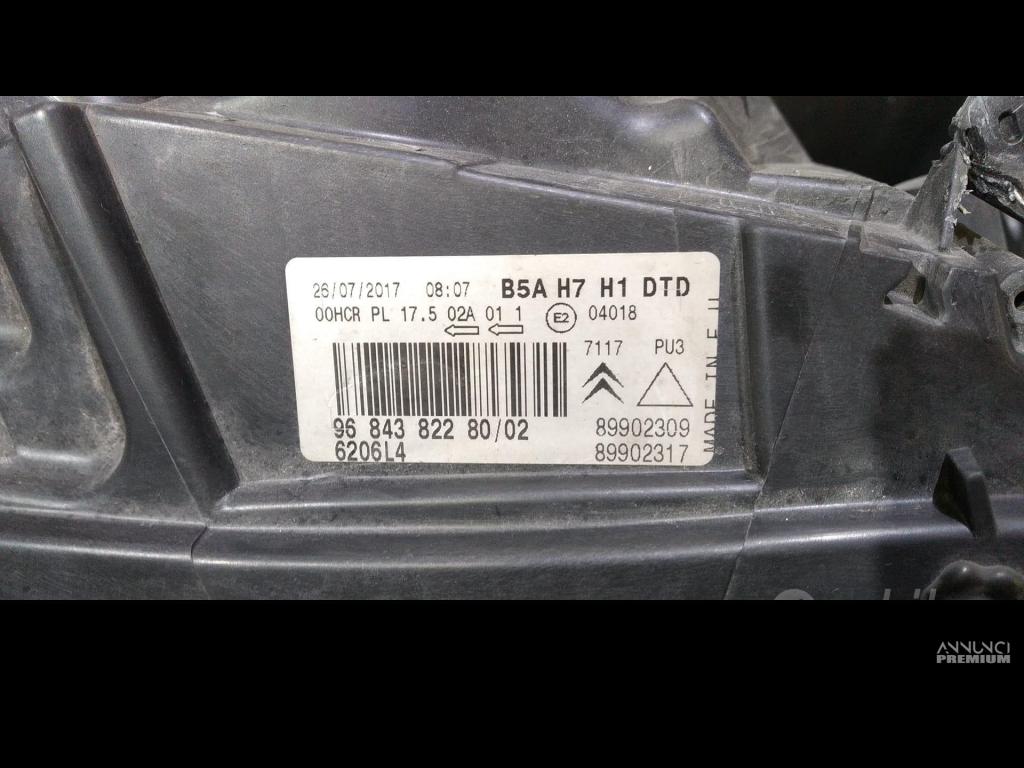 26/07/2017 08:07 B5A H7 H1 DTD
00HCR PL 17.5 02A 01 1 E2 04018
7117 PU3
96 843 822 80/02 89902309
6206L4 89902317
MADE IN E U
ANNUNCI
PREMIUM